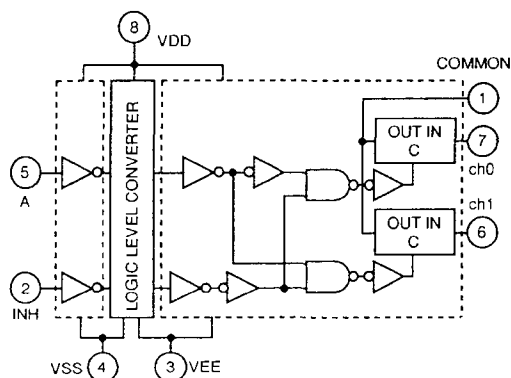 8
VDD
COMMON
1
OUT IN
C
7
ch0
5
A
LOGIC LEVEL CONVERTER
ch1
OUT IN
C
6
2
INH
VSS
4
3
VEE